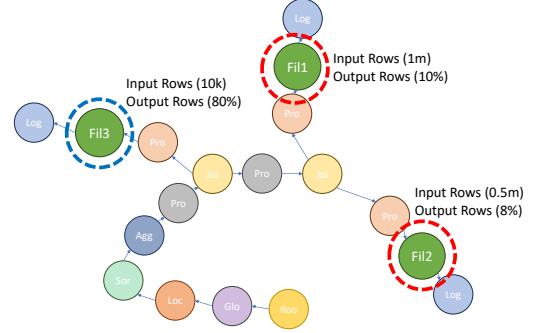 Log
Fil1
Input Rows (1m)
Output Rows (10%)
Pro
Input Rows (10k)
Output Rows (80%)
Log
Fil3
Pro
Joi
Pro
Joi
Pro
Pro
Input Rows (0.5m)
Output Rows (8%)
Agg
Fil2
Sor
Loc
Glo
Roo
Log